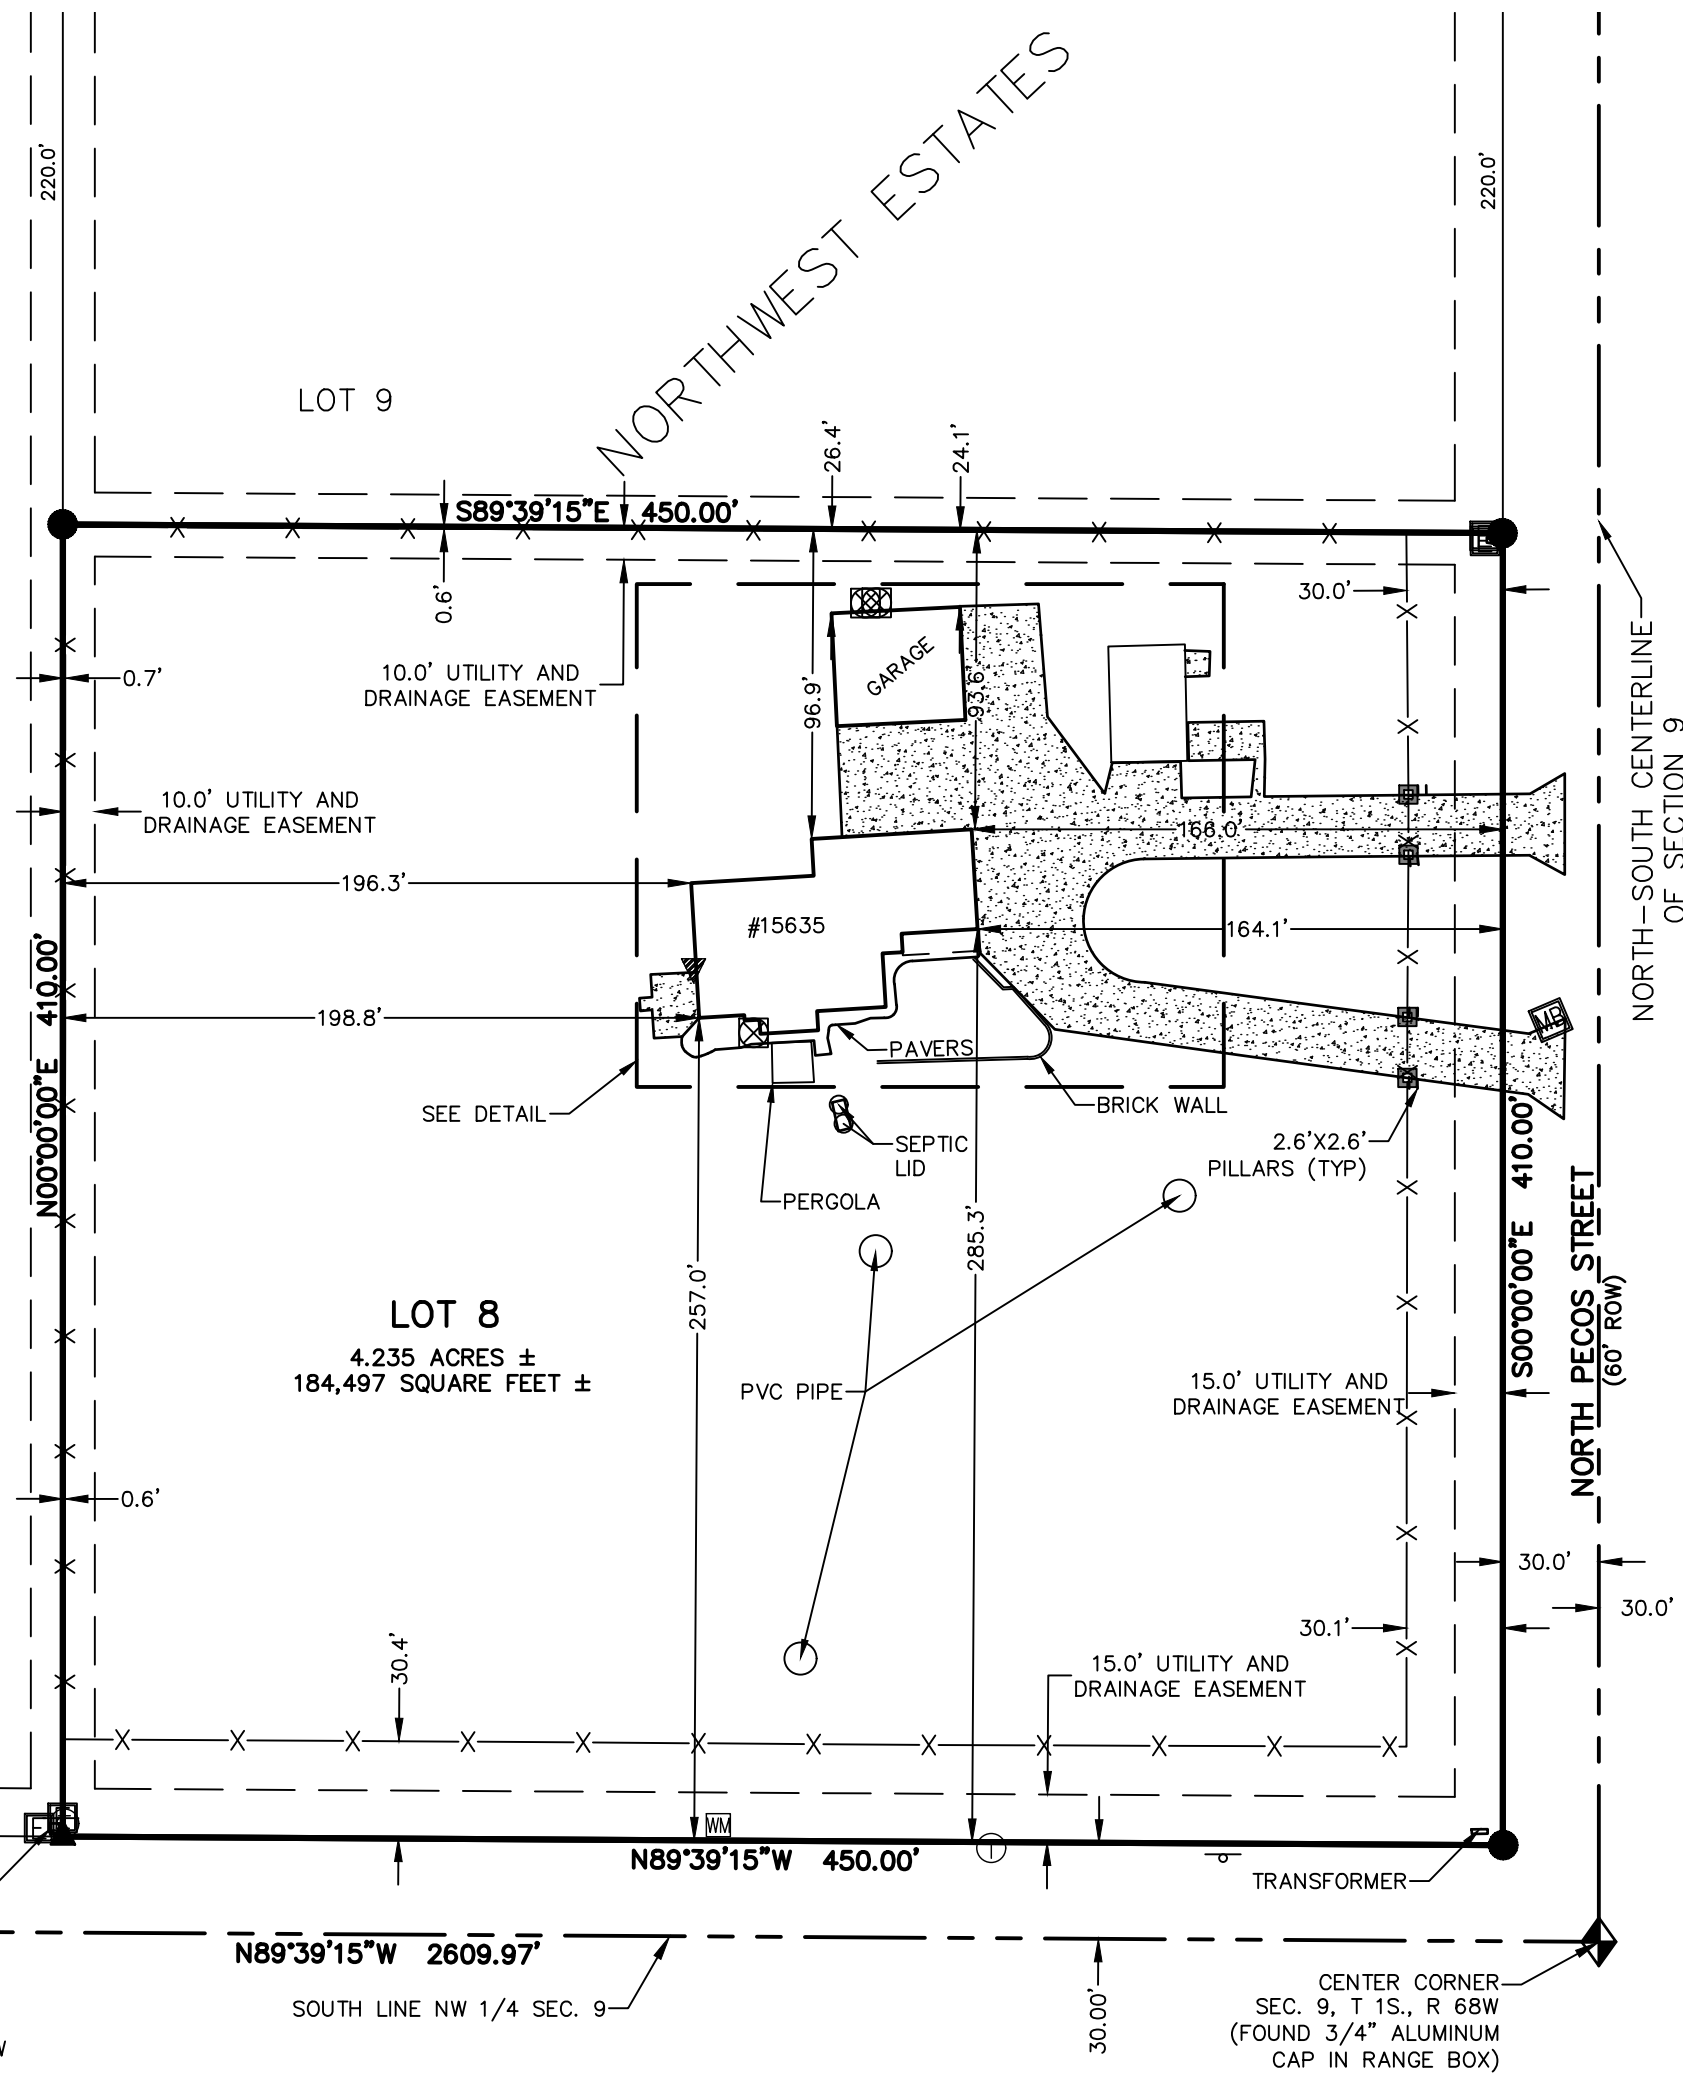 220.0'
220.0'
NORTHWEST ESTATES
LOT 9
26.4'
24.1'
S89°39'15"E 450.00'
E
0.6'
30.0'
GARAGE
10.0' UTILITY AND
DRAINAGE EASEMENT
0.7'
96.9'
93.6'
NORTH-SOUTH CENTERLINE
OF SECTION 9
10.0' UTILITY AND
DRAINAGE EASEMENT
166.0'
196.3'
#15635
164.1'
N00°00'00"E 410.00'
198.8'
MB
PAVERS
SEE DETAIL
BRICK WALL
SEPTIC
LID
2.6'X2.6'
PILLARS (TYP)
PERGOLA
S00°00'00"E 410.00'
NORTH PECOS STREET
(60' ROW)
257.0'
285.3'
LOT 8
4.235 ACRES ±
184,497 SQUARE FEET ±
PVC PIPE
15.0' UTILITY AND
DRAINAGE EASEMENT
0.6'
30.0'
30.0'
30.1'
30.4'
15.0' UTILITY AND
DRAINAGE EASEMENT
E
WM
T
N89°39'15"W 450.00'
TRANSFORMER
N89°39'15"W 2609.97'
SOUTH LINE NW 1/4 SEC. 9
30.00'
CENTER CORNER
SEC. 9, T 1S., R 68W
(FOUND 3/4" ALUMINUM
CAP IN RANGE BOX)